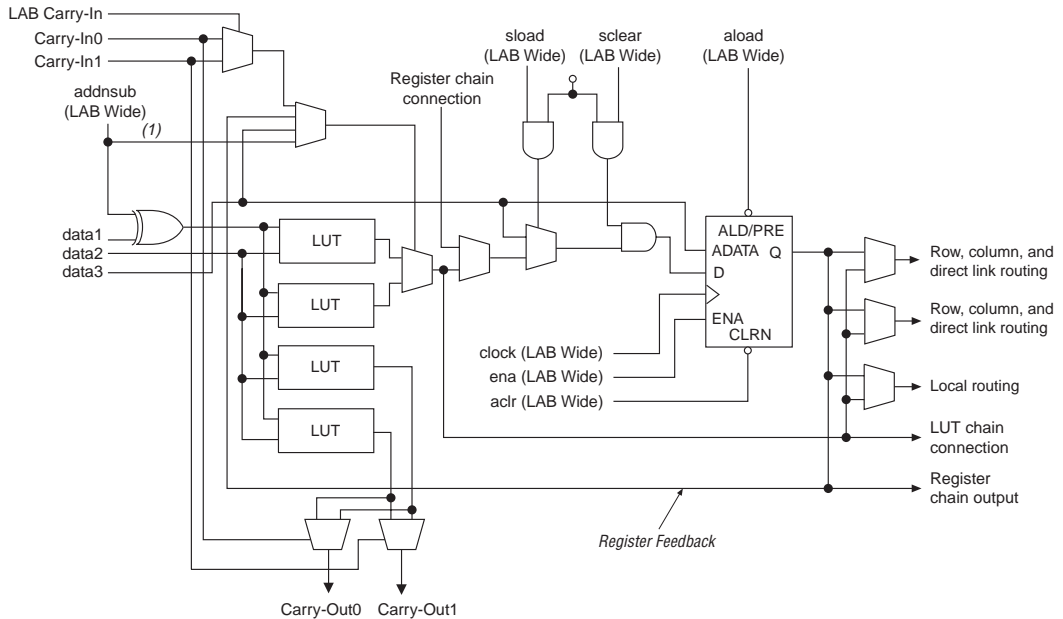 LAB Carry-In
Carry-In0
Carry-In1
addnsub
(LAB Wide)
(1)
Register chain
connection
sload
(LAB Wide)
sclear
(LAB Wide)
aload
(LAB Wide)
data1
data2
data3
LUT
LUT
LUT
LUT
ALD/PRE
ADATA
Q
D
ENA
CLRN
clock (LAB Wide)
ena (LAB Wide)
aclr (LAB Wide)
Row, column, and
direct link routing
Row, column, and
direct link routing
Local routing
LUT chain
connection
Register
chain output
Register Feedback
Carry-Out0
Carry-Out1